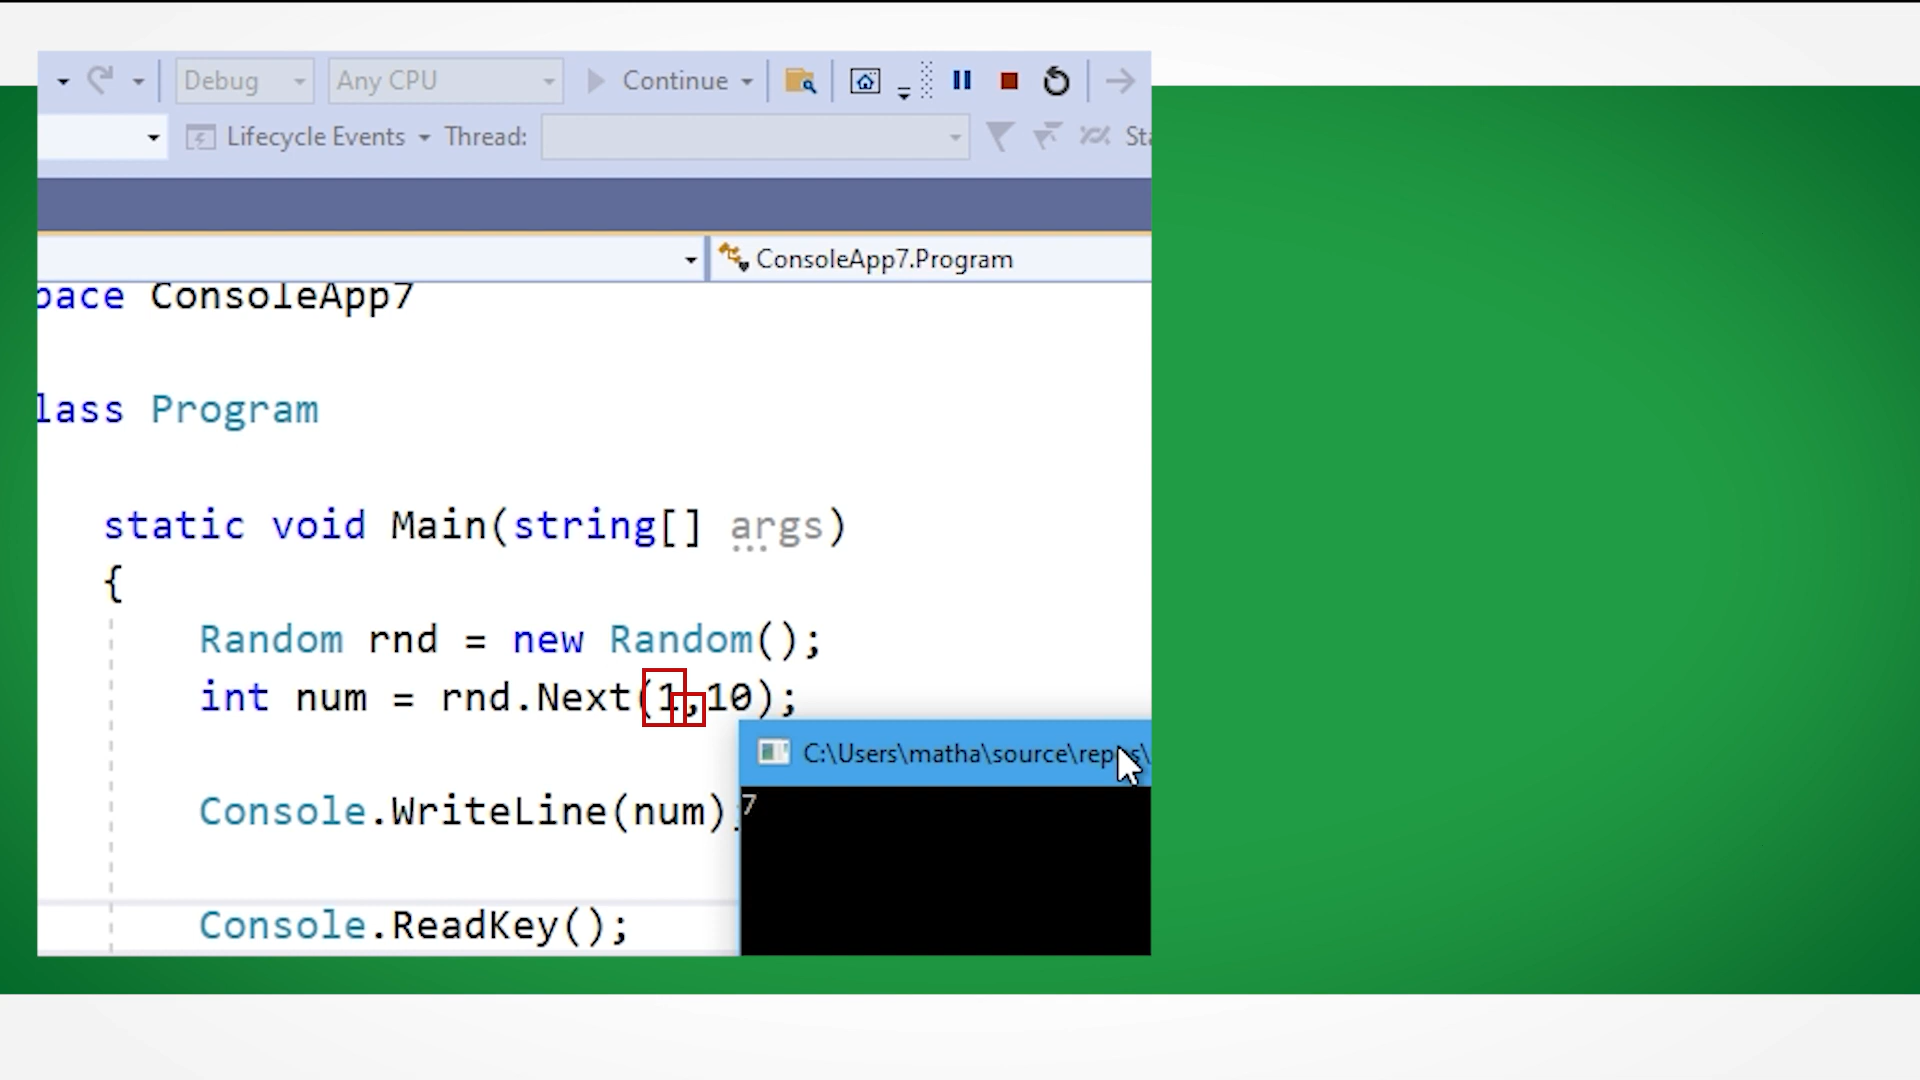 Debug Any CPU Continue
Lifecycle Events Thread:
ConsoleApp7.Program
pace ConsoleApp7
lass Program
static void Main(string[] args)
{
Random rnd = new Random();
int num = rnd.Next(1,10);
C:\Users\matha\source\repos\
Console.WriteLine(num);
7
Console.ReadKey();